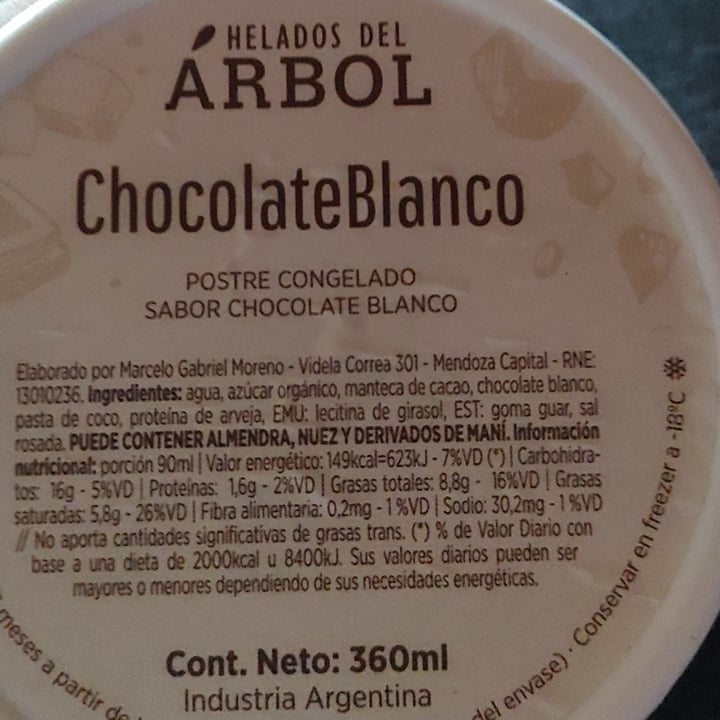 HELADOS DEL
ÁRBOL
ChocolateBlanco
POSTRE CONGELADO
SABOR CHOCOLATE BLANCO
Elaborado por Marcelo Gabriel Moreno - Videla Correa 301 - Mendoza Capital - RNE:
13010236. Ingredientes: agua, azúcar orgánico, manteca de cacao, chocolate blanco,
pasta de coco, proteína de arveja, EMU: lecitina de girasol, EST: goma guar, sal
rosada. PUEDE CONTENER ALMENDRA, NUEZ Y DERIVADOS DE MANÍ. Información
nutricional: porción 90ml | Valor energético: 149kcal=623kJ - 7%VD (*) | Carbohidra-
tos: 16g - 5%VD | Proteínas: 1,6g - 2%VD | Grasas totales: 8,8g - 16%VD | Grasas
saturadas: 5,8g - 26%VD | Fibra alimentaria: 0,2mg - 1%VD | Sodio: 30,2mg - 1%VD
// No aporta cantidades significativas de grasas trans. (*) % de Valor Diario con
base a una dieta de 2000kcal u 8400kJ. Sus valores diarios pueden ser
mayores o menores dependiendo de sus necesidades energéticas.
Cont. Neto: 360ml
Industria Argentina
meses a partir de
del envase) · Conservar en freezer a -18ºC